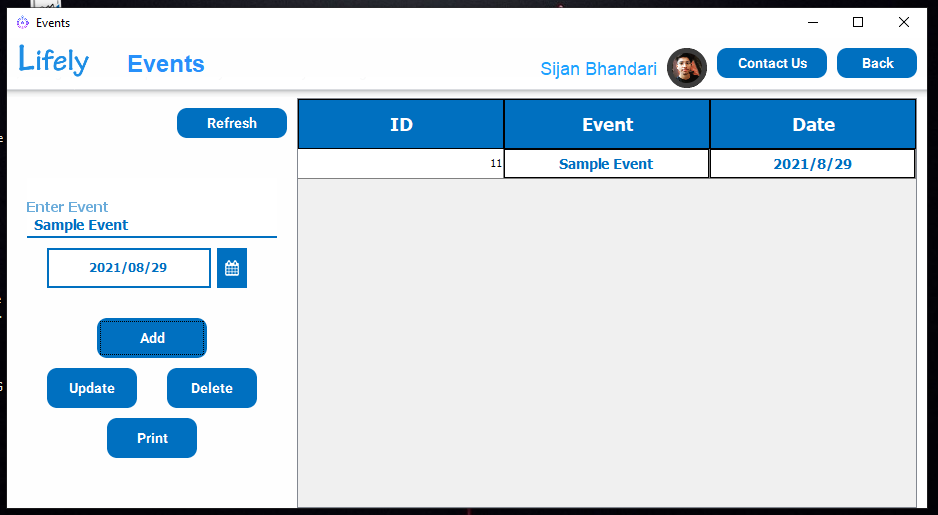 Events
Lifely
Events
Sijan Bhandari
Contact Us
Back
Refresh
ID
Event
Date
11
Sample Event
2021/8/29
Enter Event
Sample Event
2021/08/29
Add
Update
Delete
Print